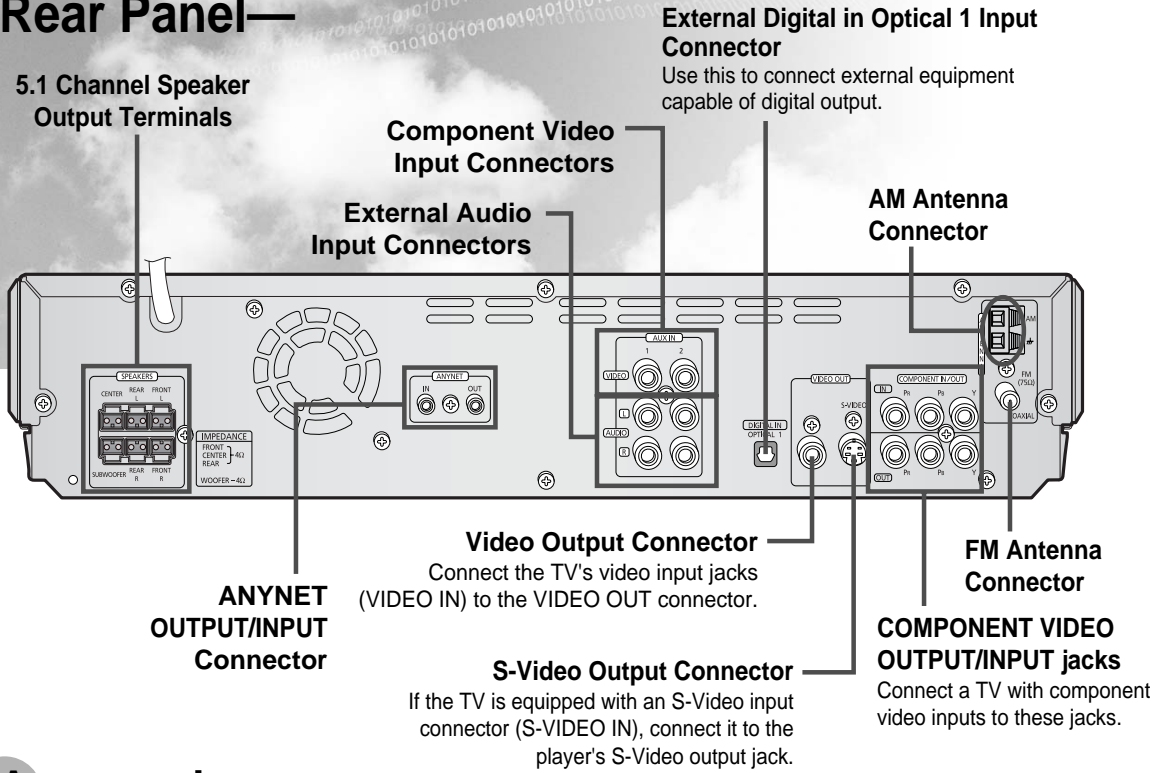 Rear Panel—
External Digital in Optical 1 Input
Connector
Use this to connect external equipment
capable of digital output.
5.1 Channel Speaker
Output Terminals
Component Video
Input Connectors
External Audio
Input Connectors
AM Antenna
Connector
SPEAKERS
CENTER REAR L FRONT L
SUBWOOFER REAR R FRONT R
IMPEDANCE
FRONT
CENTER
REAR
4Ω
WOOFER – 4Ω
ANYNET
IN OUT
AUX IN
1 2
VIDEO
L
AUDIO
R
DIGITAL IN
OPTICAL 1
VIDEO OUT
S-VIDEO
COMPONENT IN/OUT
IN
PR PB Y
OUT
PR PB Y
AM
FM
(75Ω)
COAXIAL
Video Output Connector
Connect the TV's video input jacks
(VIDEO IN) to the VIDEO OUT connector.
ANYNET
OUTPUT/INPUT
Connector
S-Video Output Connector
If the TV is equipped with an S-Video input
connector (S-VIDEO IN), connect it to the
player's S-Video output jack.
FM Antenna
Connector
COMPONENT VIDEO
OUTPUT/INPUT jacks
Connect a TV with component
video inputs to these jacks.